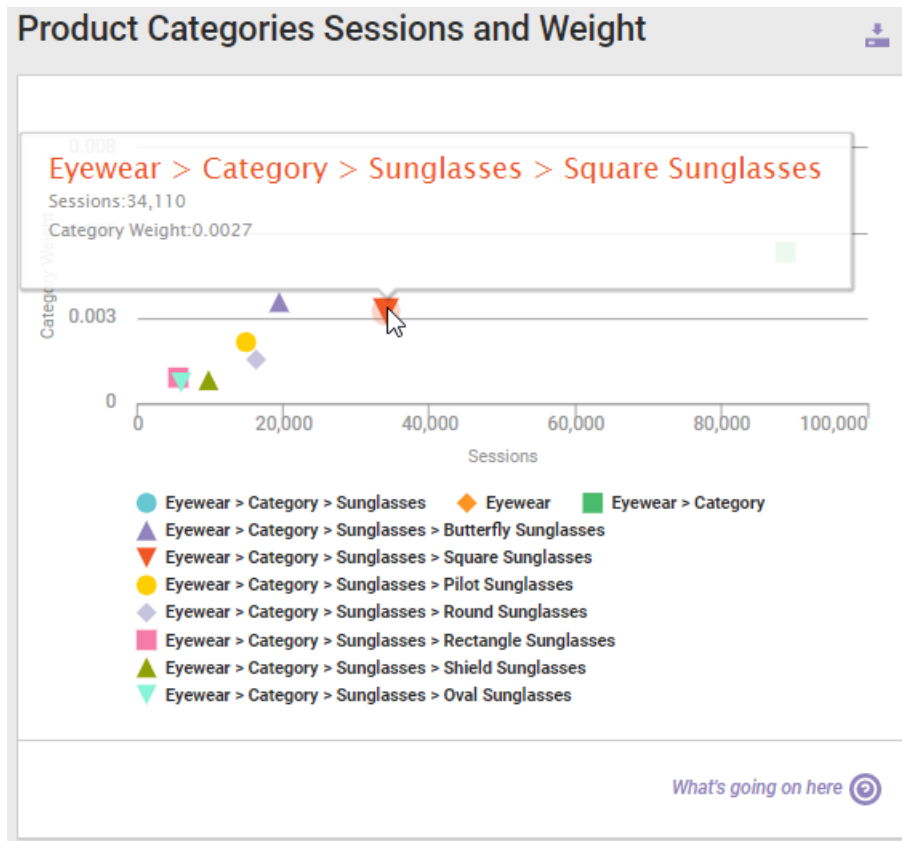 Product Categories Sessions and Weight
0.008
Eyewear > Category > Sunglasses > Square Sunglasses
Sessions:34,110
Category Weight:0.0027
Category Weight
0.003
0
0
20,000
40,000
60,000
80,000
100,000
Sessions
Eyewear > Category > Sunglasses
Eyewear
Eyewear > Category
Eyewear > Category > Sunglasses > Butterfly Sunglasses
Eyewear > Category > Sunglasses > Square Sunglasses
Eyewear > Category > Sunglasses > Pilot Sunglasses
Eyewear > Category > Sunglasses > Round Sunglasses
Eyewear > Category > Sunglasses > Rectangle Sunglasses
Eyewear > Category > Sunglasses > Shield Sunglasses
Eyewear > Category > Sunglasses > Oval Sunglasses
What's going on here